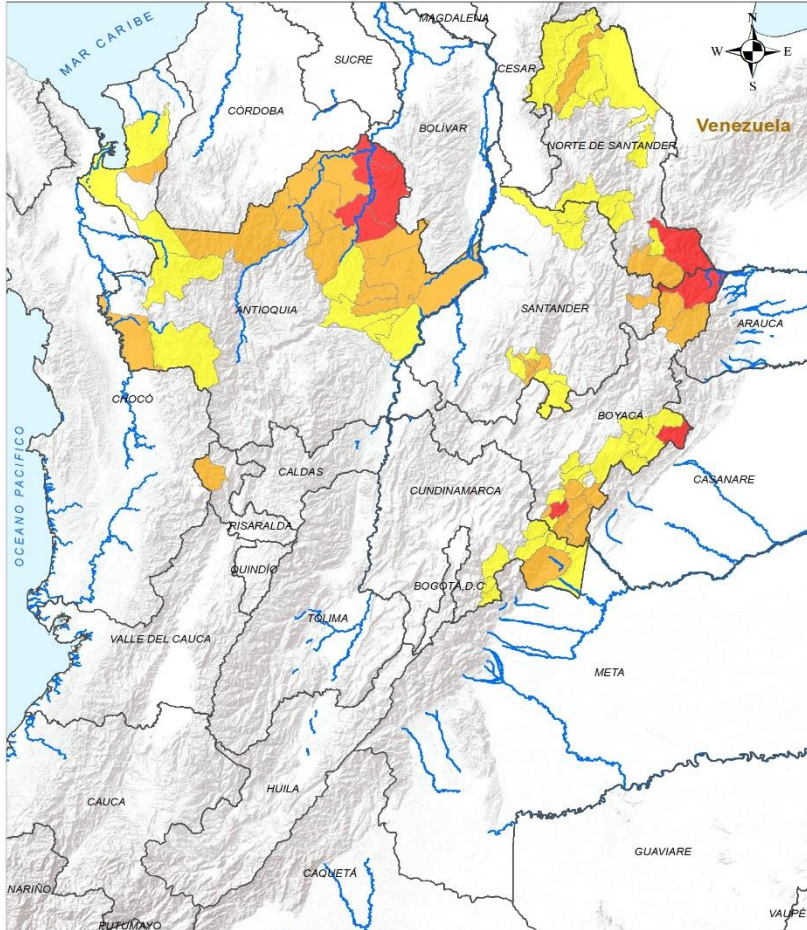 MAGDALENA
MAR CARIBE
SUCRE
N
W E
S
CESAR
CÓRDOBA
BOLÍVAR
Venezuela
NORTE DE SANTANDER
ANTIOQUIA
SANTANDER
ARAUCA
CHOCÓ
BOYACÁ
OCEANO PACIFICO
CALDAS
CUNDINAMARCA
CASANARE
RISARALDA
QUINDÍO
BOGOTÁ, D.C
TOLIMA
VALLE DEL CAUCA
META
HUILA
CAUCA
GUAVIARE
CAQUETÁ
NARIÑO
VAUPÉ
PUTUMAYO